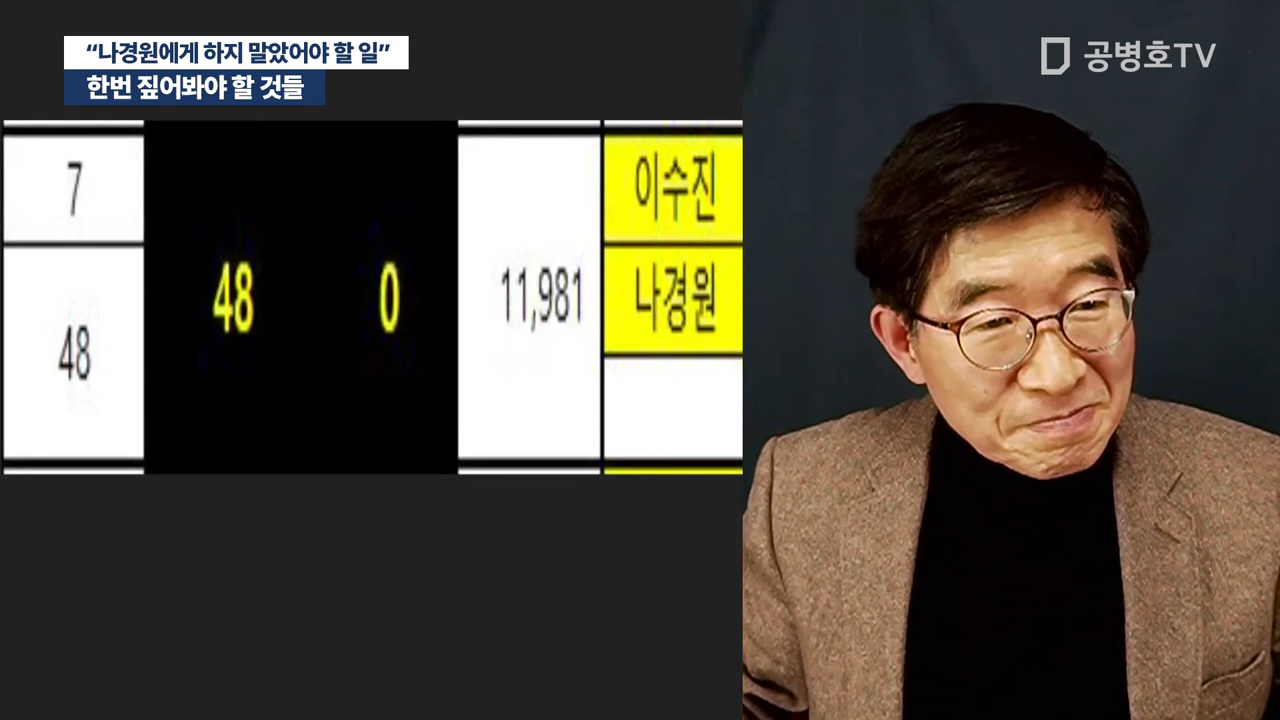 “나경원에게 하지 말았어야 할 일”
한번 짚어봐야 할 것들
공병호TV
7
이수진
48 0 11,981 나경원
48